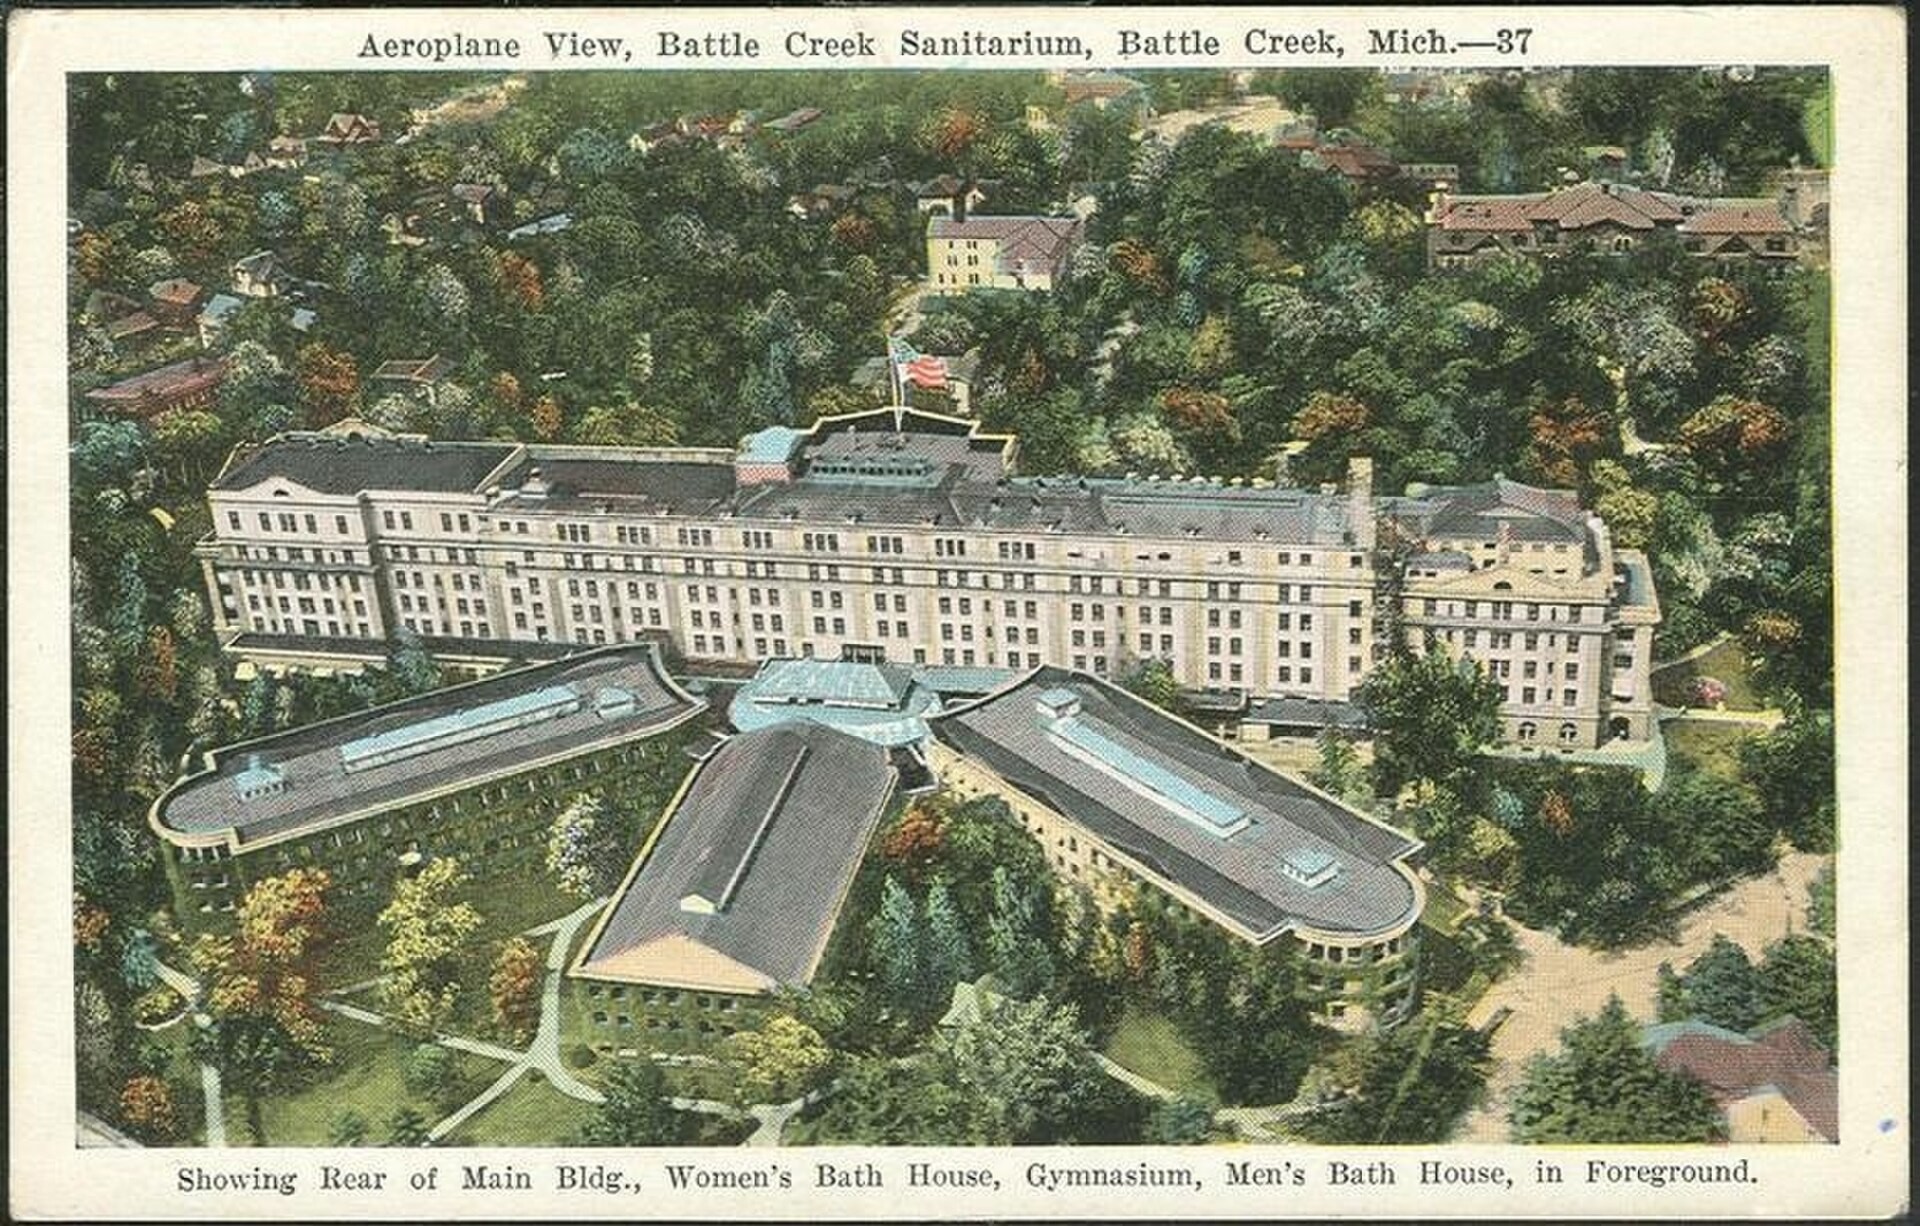 Aeroplane View, Battle Creek Sanitarium, Battle Creek, Mich.—37
Showing Rear of Main Bldg., Women's Bath House, Gymnasium, Men's Bath House, in Foreground.